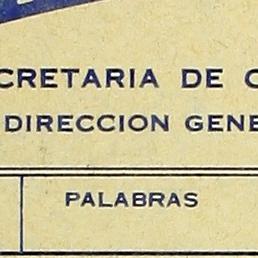 CRETARIA DE C
DIRECCION GENE
PALABRAS